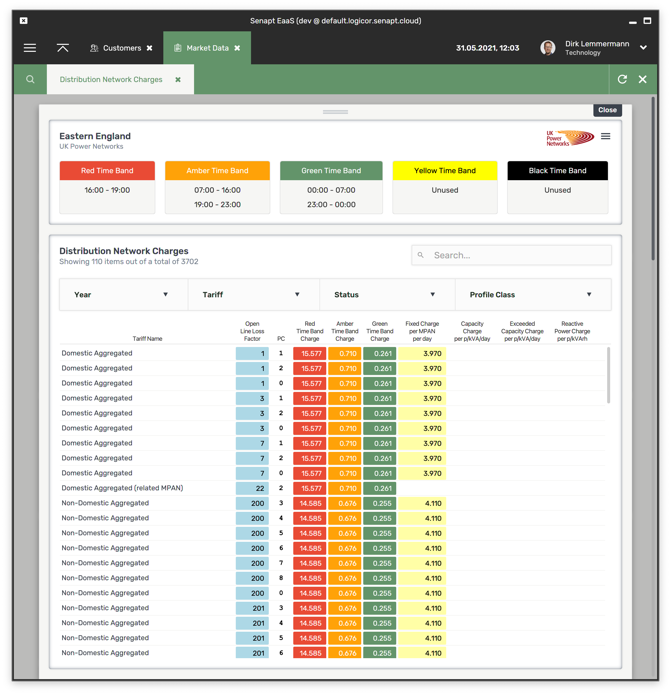 Senapt EaaS (dev @ default.logicor.senapt.cloud)
Customers
Market Data
31.05.2021, 12:03
Dirk Lemmermann
Technology
Distribution Network Charges
Close
Eastern England
UK Power Networks
UK
Power
Networks
Red Time Band
Amber Time Band
Green Time Band
Yellow Time Band
Black Time Band
16:00 - 19:00
07:00 - 16:00
00:00 - 07:00
Unused
Unused
19:00 - 23:00
23:00 - 00:00
Distribution Network Charges
Showing 110 items out of a total of 3702
Search...
Year
Tariff
Status
Profile Class
Tariff Name
Open Line Loss Factor
PC
Red Time Band Charge
Amber Time Band Charge
Green Time Band Charge
Fixed Charge per MPAN per day
Capacity Charge per p/kVA/day
Exceeded Capacity Charge per p/kVA/day
Reactive Power Charge per p/kVArh
Domestic Aggregated 1 1 15.577 0.710 0.261 3.970
Domestic Aggregated 1 2 15.577 0.710 0.261 3.970
Domestic Aggregated 1 0 15.577 0.710 0.261 3.970
Domestic Aggregated 3 1 15.577 0.710 0.261 3.970
Domestic Aggregated 3 2 15.577 0.710 0.261 3.970
Domestic Aggregated 3 0 15.577 0.710 0.261 3.970
Domestic Aggregated 7 1 15.577 0.710 0.261 3.970
Domestic Aggregated 7 2 15.577 0.710 0.261 3.970
Domestic Aggregated 7 0 15.577 0.710 0.261 3.970
Domestic Aggregated (related MPAN) 22 2 15.577 0.710 0.261
Non-Domestic Aggregated 200 3 14.585 0.676 0.255 4.110
Non-Domestic Aggregated 200 4 14.585 0.676 0.255 4.110
Non-Domestic Aggregated 200 5 14.585 0.676 0.255 4.110
Non-Domestic Aggregated 200 6 14.585 0.676 0.255 4.110
Non-Domestic Aggregated 200 7 14.585 0.676 0.255 4.110
Non-Domestic Aggregated 200 8 14.585 0.676 0.255 4.110
Non-Domestic Aggregated 200 0 14.585 0.676 0.255 4.110
Non-Domestic Aggregated 201 3 14.585 0.676 0.255 4.110
Non-Domestic Aggregated 201 4 14.585 0.676 0.255 4.110
Non-Domestic Aggregated 201 5 14.585 0.676 0.255 4.110
Non-Domestic Aggregated 201 6 14.585 0.676 0.255 4.110